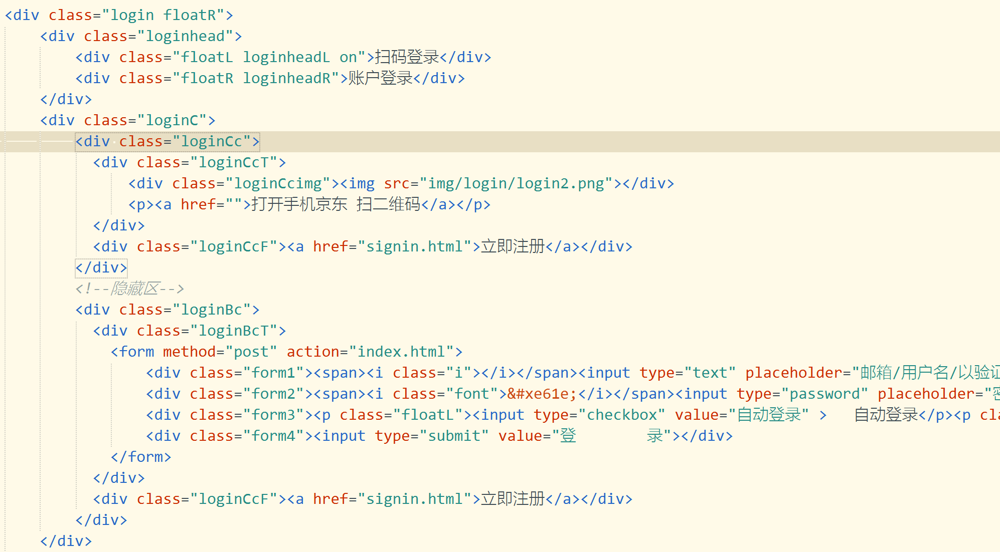 <div class="login floatR">
<div class="loginhead">
<div class="floatL loginheadL on">扫码登录</div>
<div class="floatR loginheadR">账户登录</div>
</div>
<div class="loginC">
<div class="loginCc">
<div class="loginCcT">
<div class="loginCcimg"><img src="img/login/login2.png"></div>
<p><a href="">打开手机京东 扫二维码</a></p>
</div>
<div class="loginCcF"><a href="signin.html">立即注册</a></div>
</div>
<!--隐藏区-->
<div class="loginBc">
<div class="loginBcT">
<form method="post" action="index.html">
<div class="form1"><span><i class="i"></i></span><input type="text" placeholder="邮箱/用户名/以验证
<div class="form2"><span><i class="font">&#xe61e;</i></span><input type="password" placeholder="密
<div class="form3"><p class="floatL"><input type="checkbox" value="自动登录" >   自动登录</p><p cla
<div class="form4"><input type="submit" value="登        录"></div>
</form>
</div>
<div class="loginCcF"><a href="signin.html">立即注册</a></div>
</div>
</div>